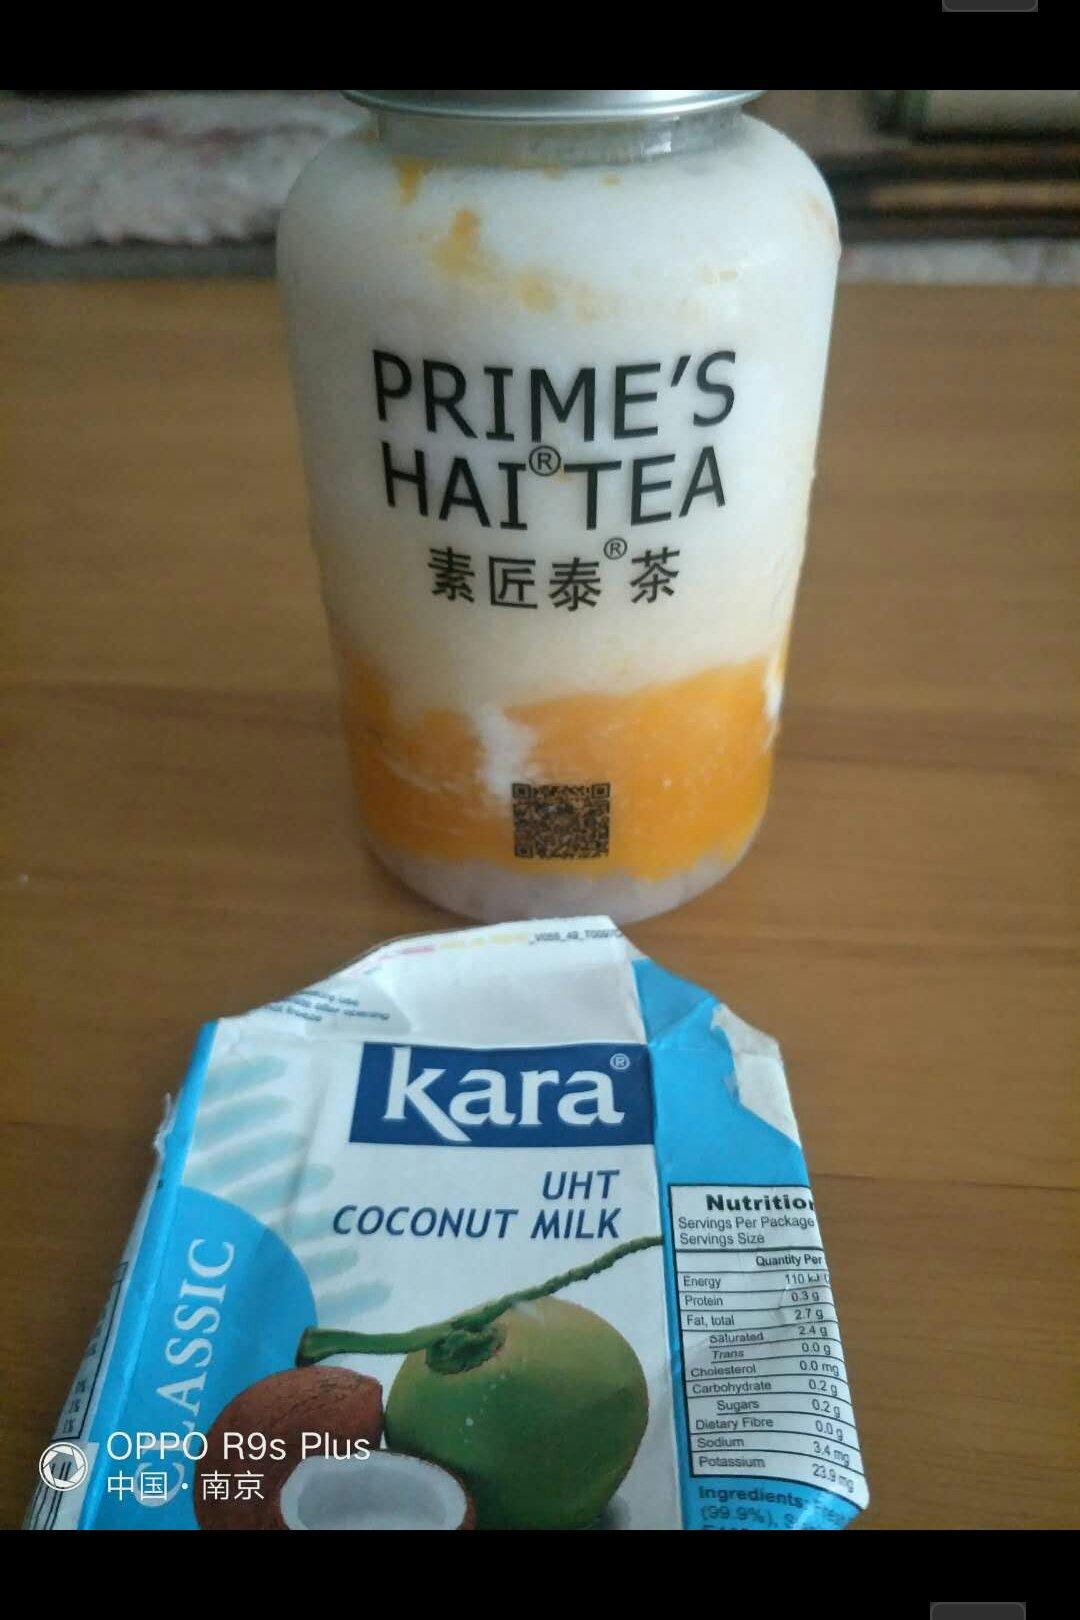 PRIME'S
HAI® TEA
素匠泰®茶
V055_49_T009
after opening
kara®
UHT
COCONUT MILK
CLASSIC
Nutrition
Servings Per Package
Servings Size
Quantity Per
Energy 110 kJ
Protein 0.3 g
Fat, total 2.7 g
Saturated 2.4 g
Trans 0.0 g
Cholesterol 0.0 mg
Carbohydrate 0.2 g
Sugars 0.2 g
Dietary Fibre 0.0 g
Sodium 3.4 mg
Potassium 23.9 mg
Ingredients:
(99.9%),
OPPO R9s Plus
中国·南京